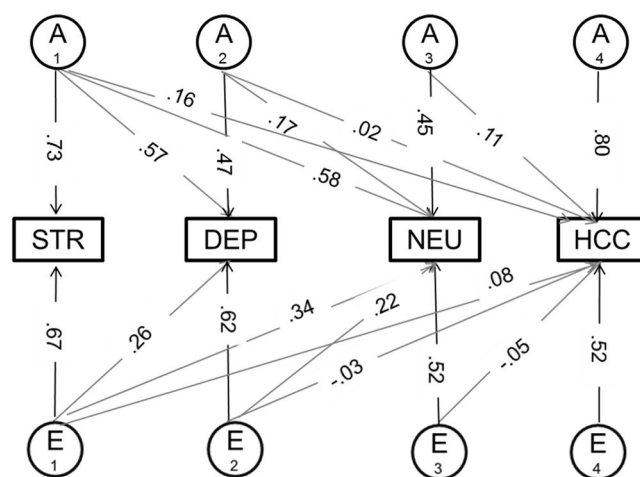 A A A A
1 2 3 4
.16 .17 .02 .45 .11 .80
.73 .57 .47 .58
STR DEP NEU HCC
.67 .26 .62 .34 .22 .08
-.03 .52 -.05 .52
E E E E
1 2 3 4